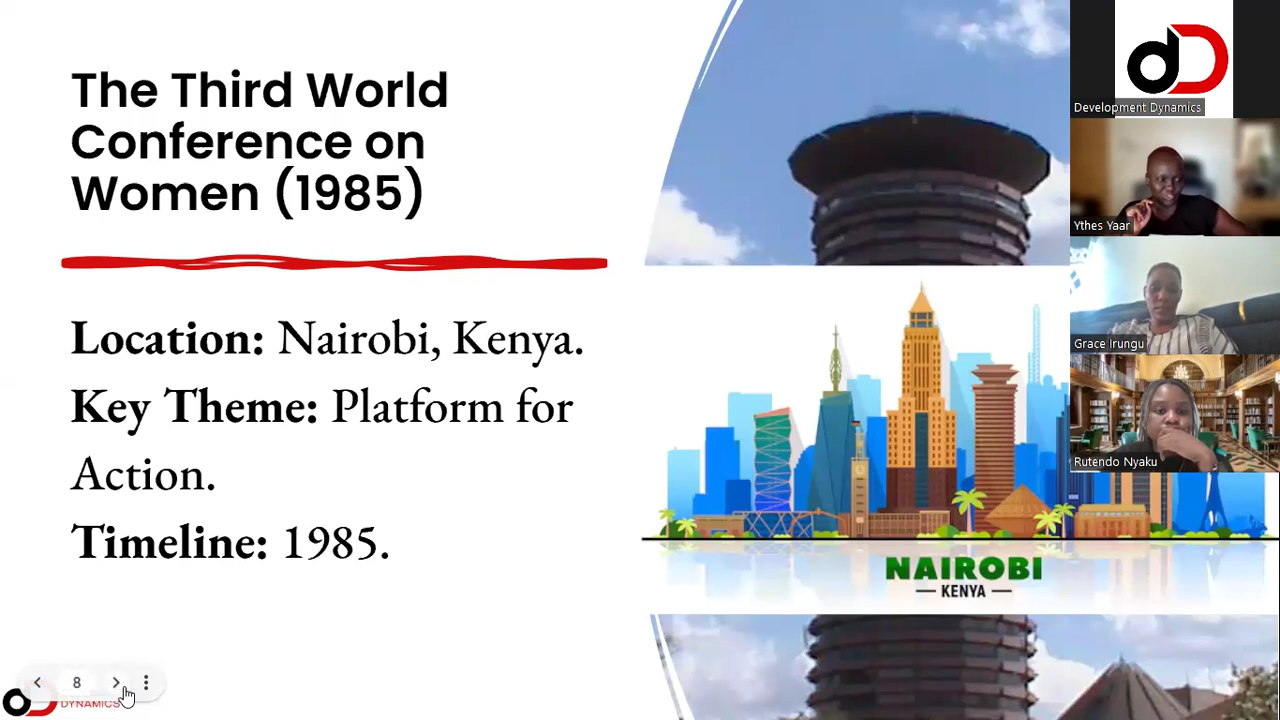 The Third World
Conference on
Women (1985)
Location: Nairobi, Kenya.
Key Theme: Platform for
Action.
Timeline: 1985.
NAIROBI
KENYA
8
DYNAMICS
dD
Development Dynamics
Ythes Yaar
Grace Irungu
Rutendo Nyaku